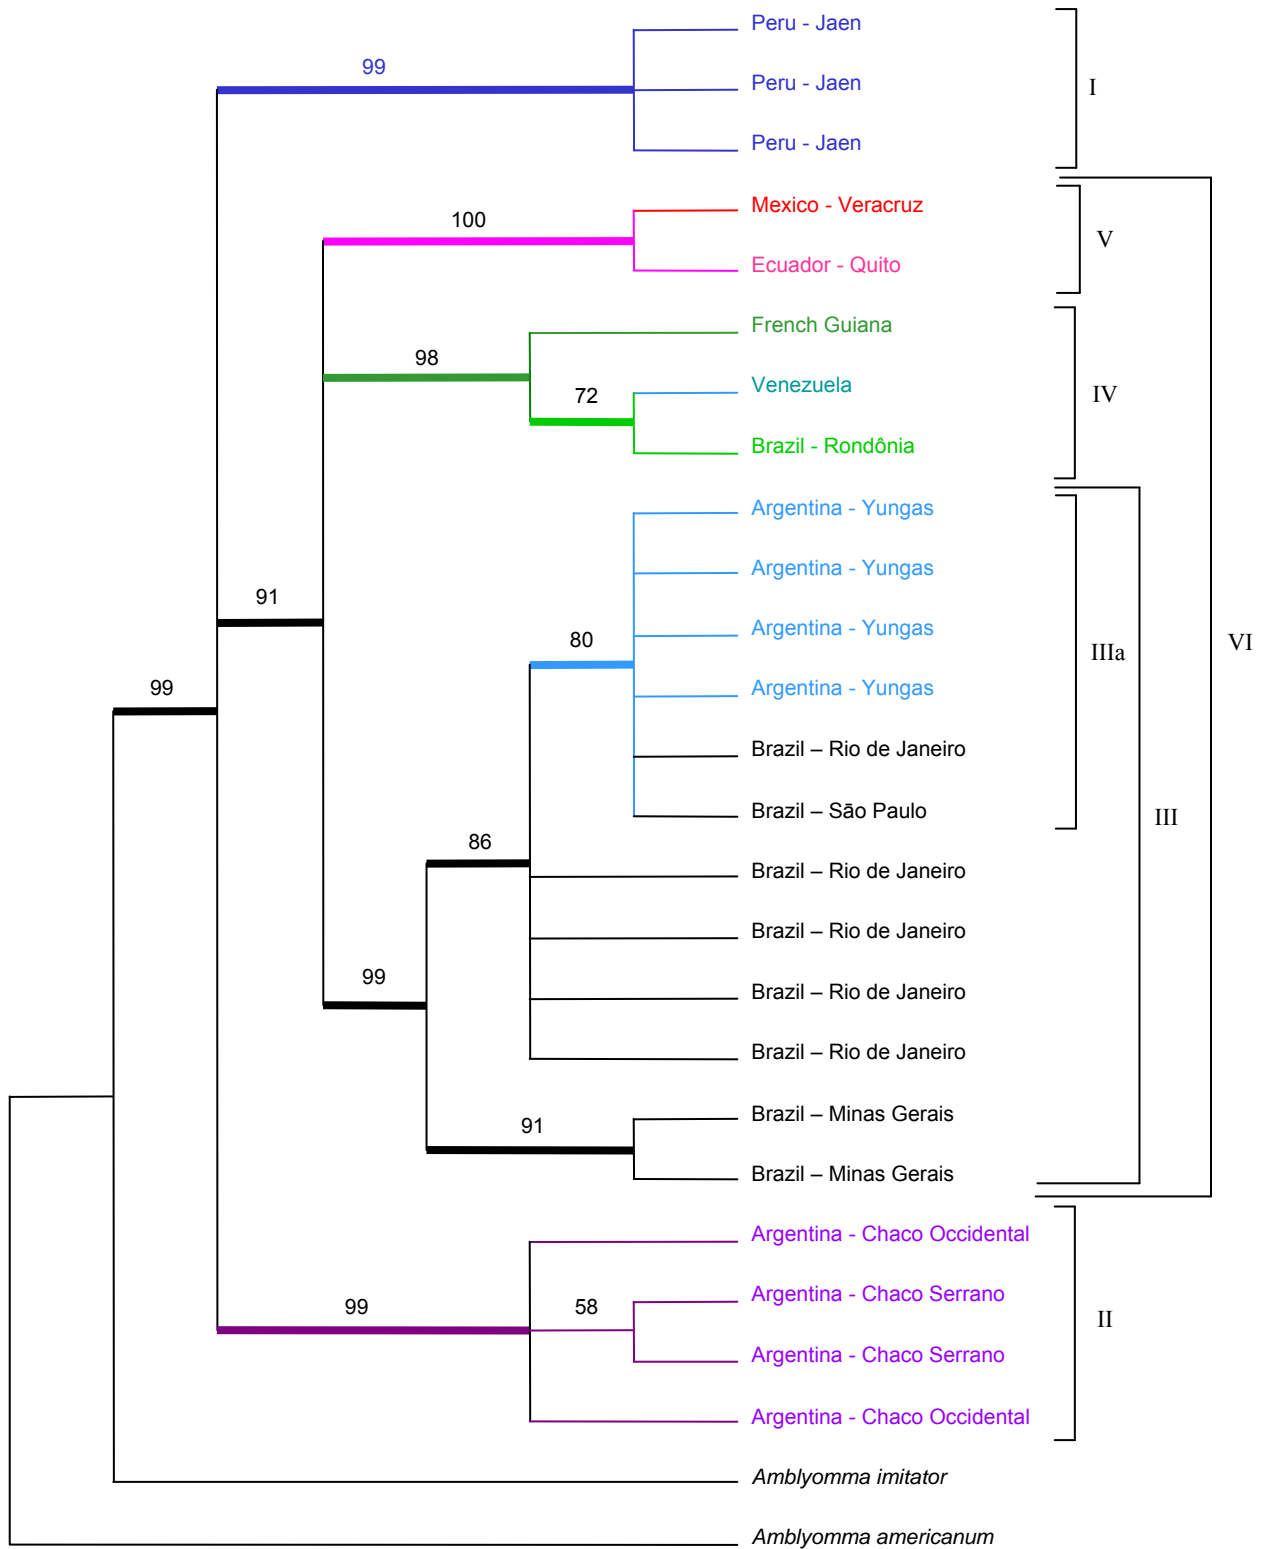 Peru - Jaen
99
Peru - Jaen
I
Peru - Jaen
Mexico - Veracruz
100
V
Ecuador - Quito
French Guiana
98
Venezuela
72
IV
Brazil - Rondônia
Argentina - Yungas
Argentina - Yungas
91
Argentina - Yungas
80
IIIa
VI
99
Argentina - Yungas
Brazil – Rio de Janeiro
Brazil – São Paulo
III
86
Brazil – Rio de Janeiro
Brazil – Rio de Janeiro
99
Brazil – Rio de Janeiro
Brazil – Rio de Janeiro
91
Brazil – Minas Gerais
Brazil – Minas Gerais
Argentina - Chaco Occidental
99
58
Argentina - Chaco Serrano
II
Argentina - Chaco Serrano
Argentina - Chaco Occidental
Amblyomma imitator
Amblyomma americanum